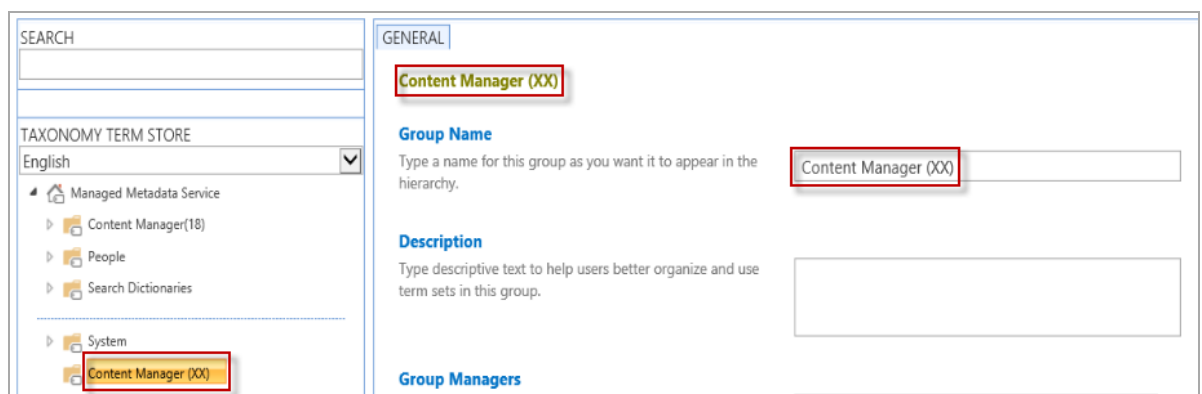 SEARCH
TAXONOMY TERM STORE
English
Managed Metadata Service
Content Manager(18)
People
Search Dictionaries
System
Content Manager (XX)
GENERAL
Content Manager (XX)
Group Name
Type a name for this group as you want it to appear in the
hierarchy.
Content Manager (XX)
Description
Type descriptive text to help users better organize and use
term sets in this group.
Group Managers